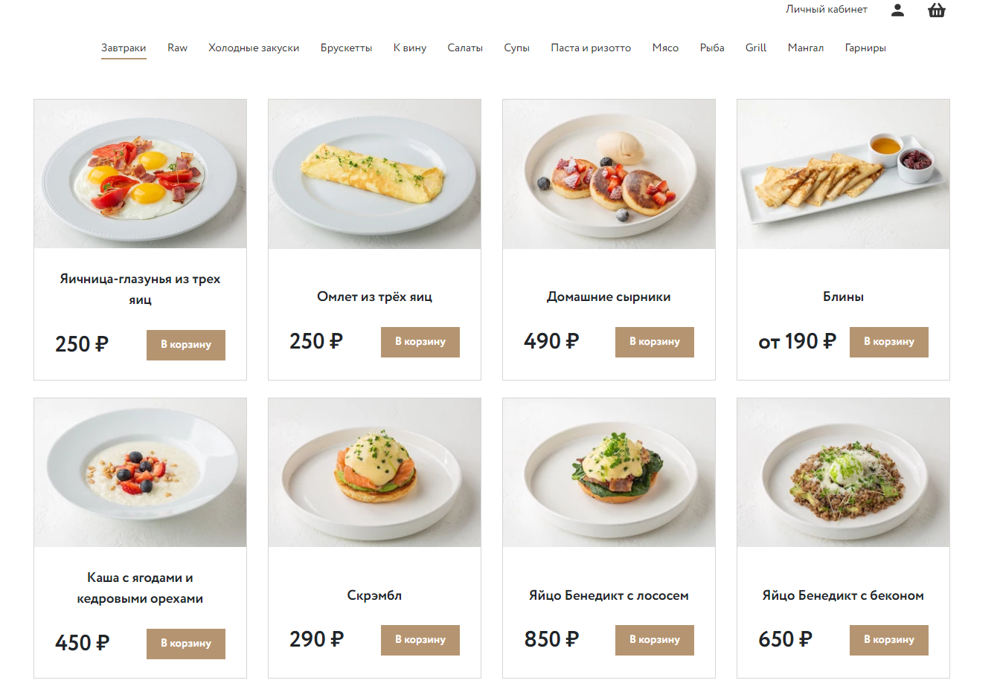 Личный кабинет
Завтраки Raw Холодные закуски Брускетты К вину Салаты Супы Паста и ризотто Мясо Рыба Grill Мангал Гарниры
Яичница-глазунья из трех
яиц
250 ₽ В корзину
Омлет из трёх яиц
250 ₽ В корзину
Домашние сырники
490 ₽ В корзину
Блины
от 190 ₽ В корзину
Каша с ягодами и
кедровыми орехами
450 ₽ В корзину
Скрэмбл
290 ₽ В корзину
Яйцо Бенедикт с лососем
850 ₽ В корзину
Яйцо Бенедикт с беконом
650 ₽ В корзину